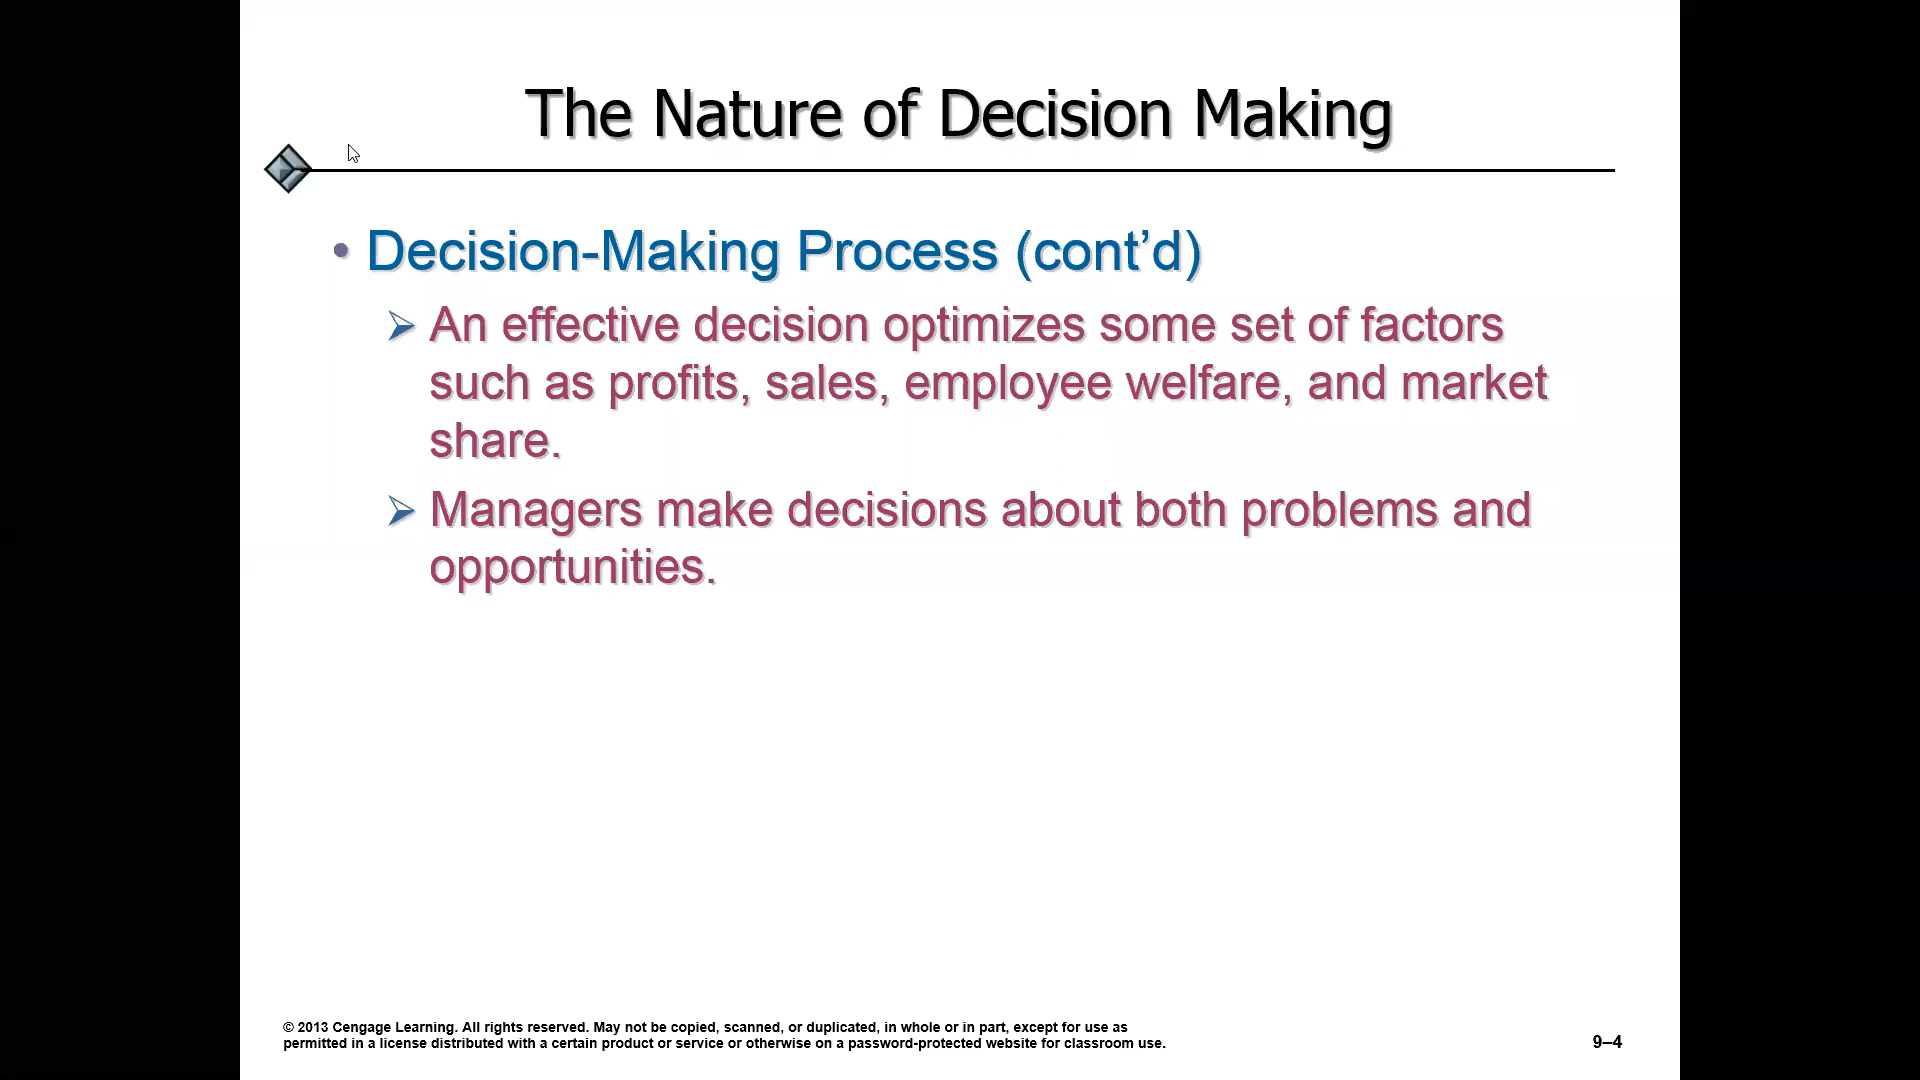 The Nature of Decision Making
• Decision-Making Process (cont’d)
➢ An effective decision optimizes some set of factors
such as profits, sales, employee welfare, and market
share.
➢ Managers make decisions about both problems and
opportunities.
© 2013 Cengage Learning. All rights reserved. May not be copied, scanned, or duplicated, in whole or in part, except for use as
permitted in a license distributed with a certain product or service or otherwise on a password-protected website for classroom use.
9–4